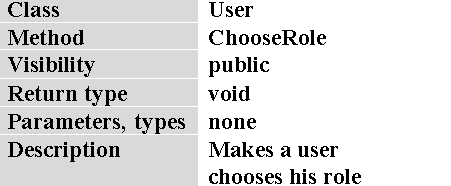 Class User
Method ChooseRole
Visibility public
Return type void
Parameters, types none
Description Makes a user
chooses his role